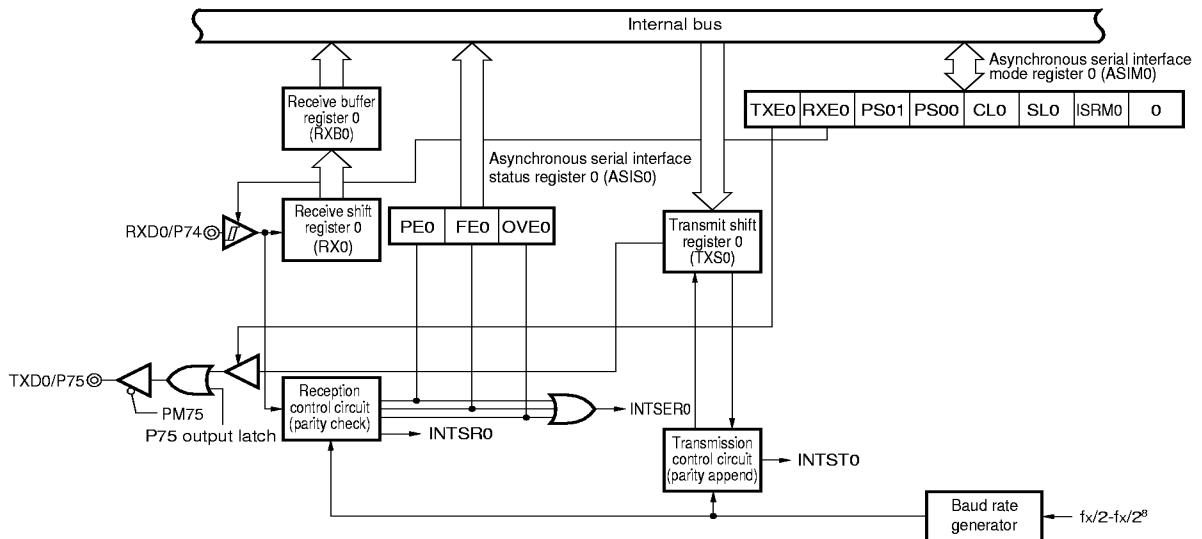 Internal bus
Asynchronous serial interface
mode register 0 (ASIM0)
Receive buffer
register 0
(RXB0)
TXE0 RXE0 PS01 PS00 CL0 SL0 ISRM0 0
Asynchronous serial interface
status register 0 (ASIS0)
RXD0/P74
Receive shift
register 0
(RX0)
PE0 FE0 OVE0
Transmit shift
register 0
(TXS0)
TXD0/P75
PM75
P75 output latch
Reception
control circuit
(parity check)
INTSER0
INTSR0
Transmission
control circuit
(parity append)
INTST0
Baud rate
generator
fx/2-fx/2⁸